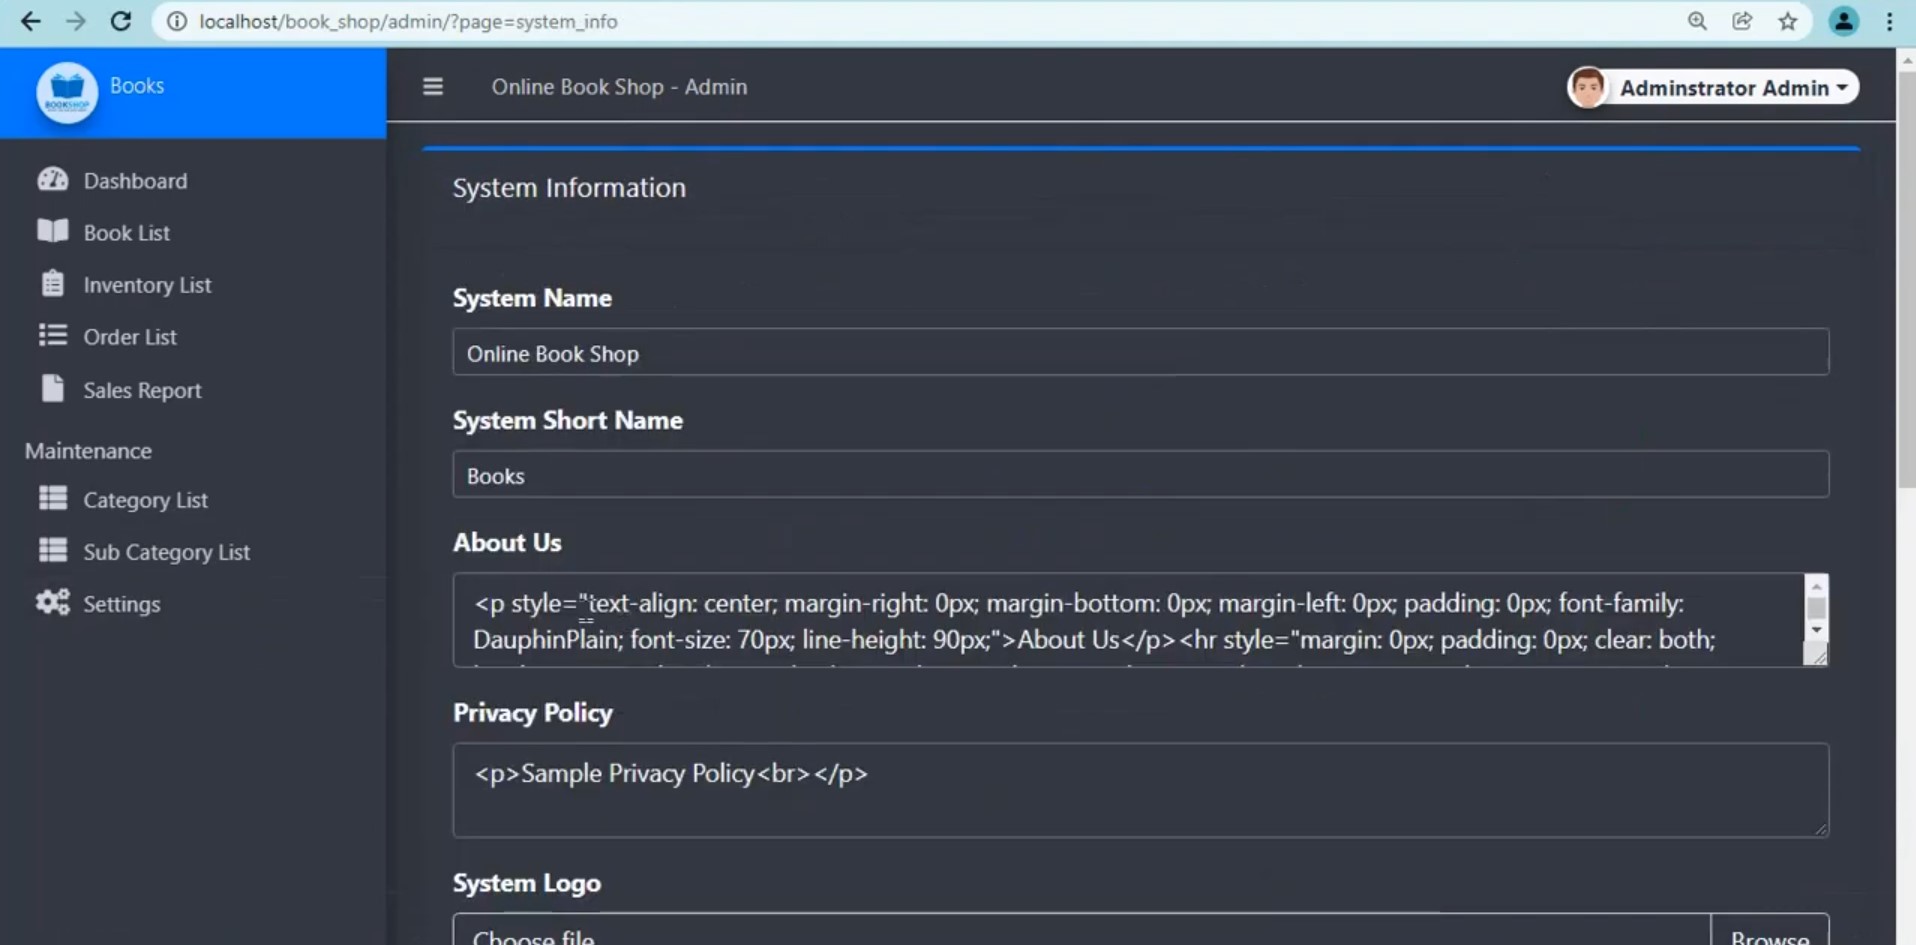 localhost/book_shop/admin/?page=system_info
BOOKSHOP
Books
Online Book Shop - Admin
Adminstrator Admin
Dashboard
Book List
Inventory List
Order List
Sales Report
Maintenance
Category List
Sub Category List
Settings
System Information
System Name
Online Book Shop
System Short Name
Books
About Us
<p style="text-align: center; margin-right: 0px; margin-bottom: 0px; margin-left: 0px; padding: 0px; font-family:
DauphinPlain; font-size: 70px; line-height: 90px;">About Us</p><hr style="margin: 0px; padding: 0px; clear: both;
Privacy Policy
<p>Sample Privacy Policy<br></p>
System Logo
Choose file
Browse